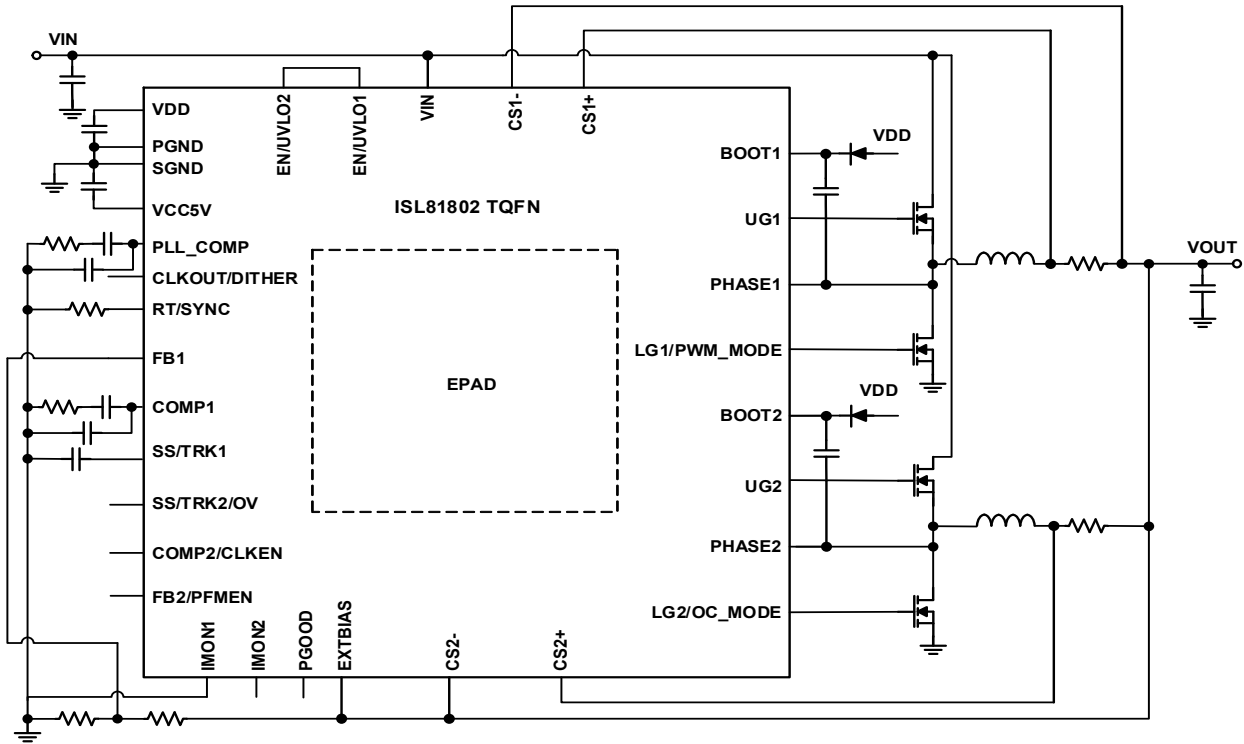 VIN
EN/UVLO2
EN/UVLO1
VIN
CS1-
CS1+
VDD
PGND
SGND
VCC5V
PLL_COMP
CLKOUT/DITHER
RT/SYNC
FB1
COMP1
SS/TRK1
SS/TRK2/OV
COMP2/CLKEN
FB2/PFMEN
ISL81802 TQFN
EPAD
BOOT1
VDD
UG1
PHASE1
LG1/PWM_MODE
VDD
BOOT2
UG2
PHASE2
LG2/OC_MODE
VOUT
IMON1
IMON2
PGOOD
EXTBIAS
CS2-
CS2+